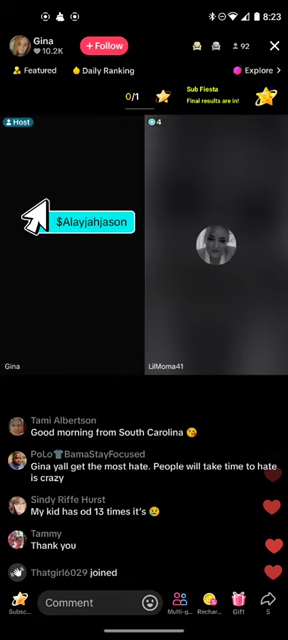 8:23
Gina
10.2K
+ Follow
92
Featured
Daily Ranking
Explore >
0/1
Sub Fiesta
Final results are in!
Host
4
$Alayjahjason
Gina
LilMoma41
Tami Albertson
Good morning from South Carolina 😘
PoLo👕BamaStayFocused
Gina yall get the most hate. People will take time to hate
is crazy
Sindy Riffe Hurst
My kid has od 13 times it's 😢
Tammy
Thank you
Thatgirl6029 joined
Subsc...
Comment
Multi-g...
Rechar...
Gift
5